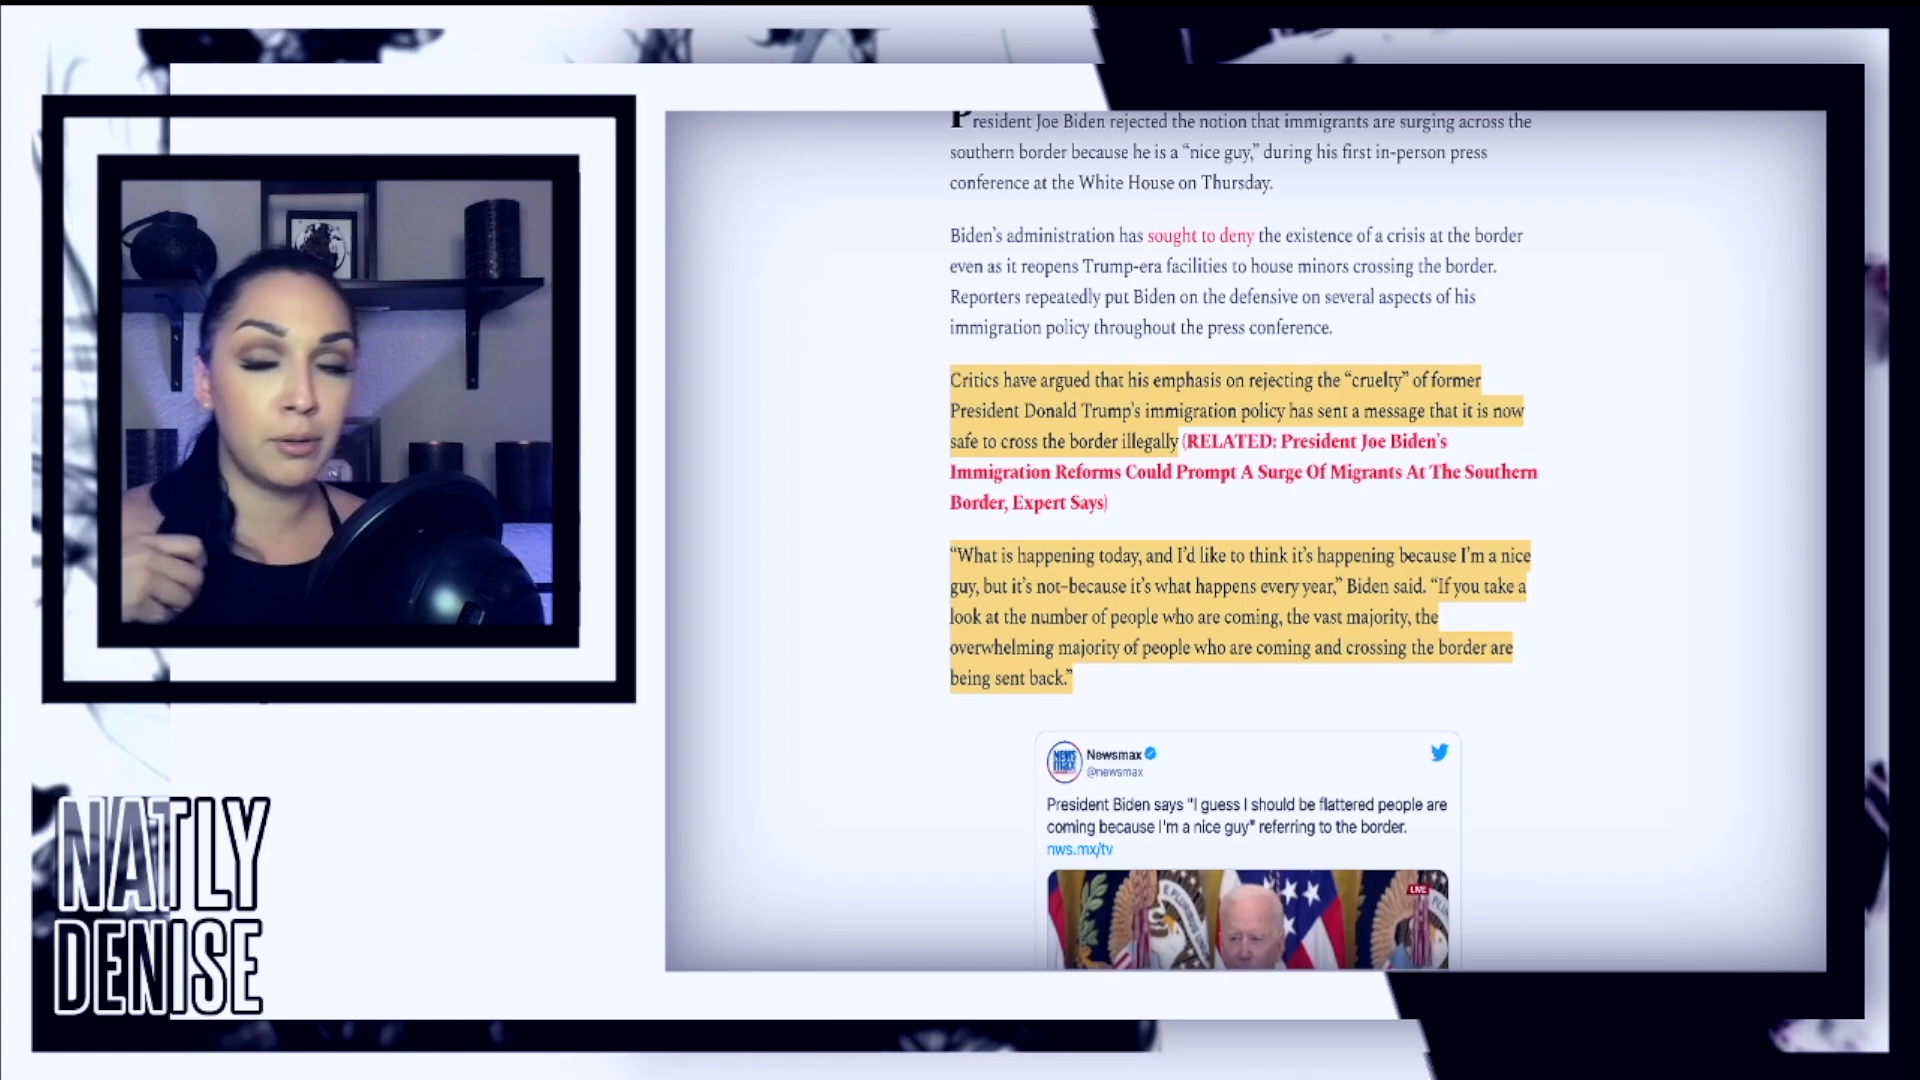 President Joe Biden rejected the notion that immigrants are surging across the
southern border because he is a “nice guy,” during his first in-person press
conference at the White House on Thursday.
Biden’s administration has sought to deny the existence of a crisis at the border
even as it reopens Trump-era facilities to house minors crossing the border.
Reporters repeatedly put Biden on the defensive on several aspects of his
immigration policy throughout the press conference.
Critics have argued that his emphasis on rejecting the “cruelty” of former
President Donald Trump’s immigration policy has sent a message that it is now
safe to cross the border illegally (RELATED: President Joe Biden’s
Immigration Reforms Could Prompt A Surge Of Migrants At The Southern
Border, Expert Says)
“What is happening today, and I’d like to think it’s happening because I’m a nice
guy, but it’s not–because it’s what happens every year,” Biden said. “If you take a
look at the number of people who are coming, the vast majority, the
overwhelming majority of people who are coming and crossing the border are
being sent back.”
NEWS
MAX
Newsmax
@newsmax
President Biden says "I guess I should be flattered people are
coming because I'm a nice guy" referring to the border.
nws.mx/tv
LIVE
NATLY
DENISE